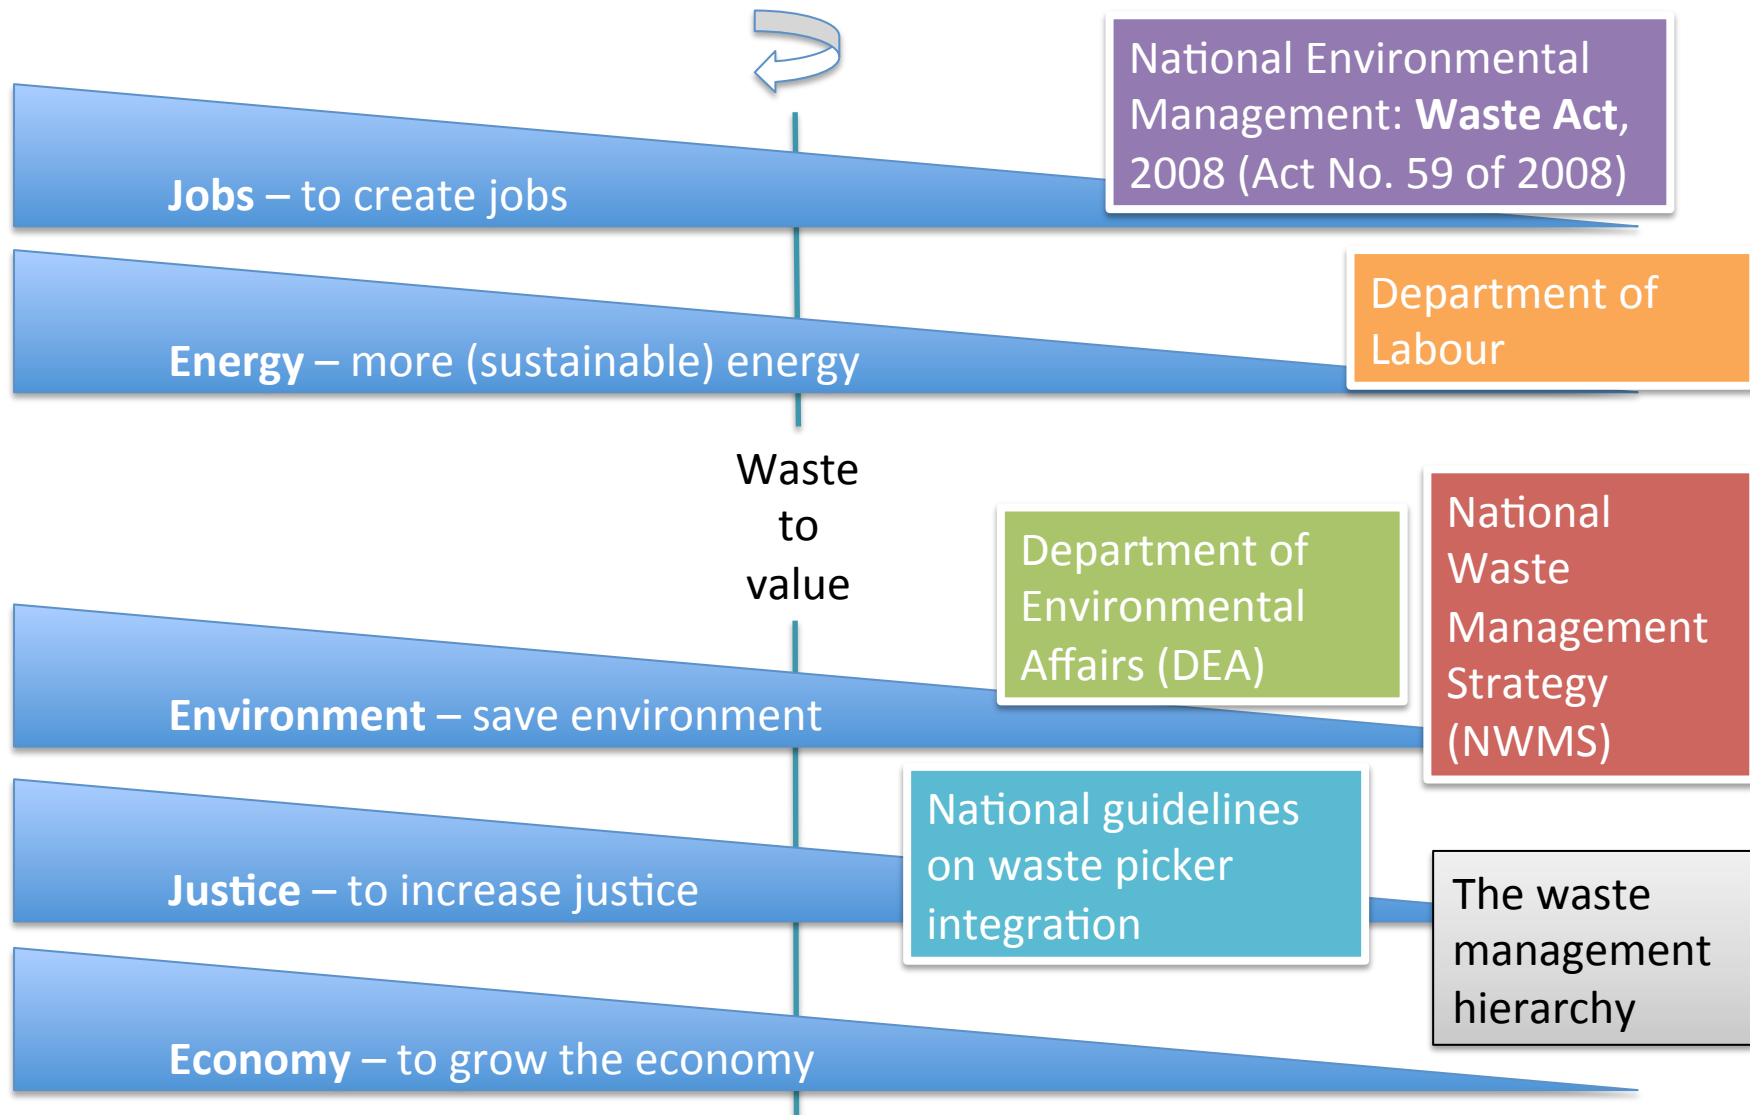 National Environmental
Management: Waste Act,
2008 (Act No. 59 of 2008)
Jobs – to create jobs
Department of
Labour
Energy – more (sustainable) energy
Waste
to
value
National
Waste
Management
Strategy
(NWMS)
Department of
Environmental
Affairs (DEA)
Environment – save environment
National guidelines
on waste picker
integration
Justice – to increase justice
The waste
management
hierarchy
Economy – to grow the economy